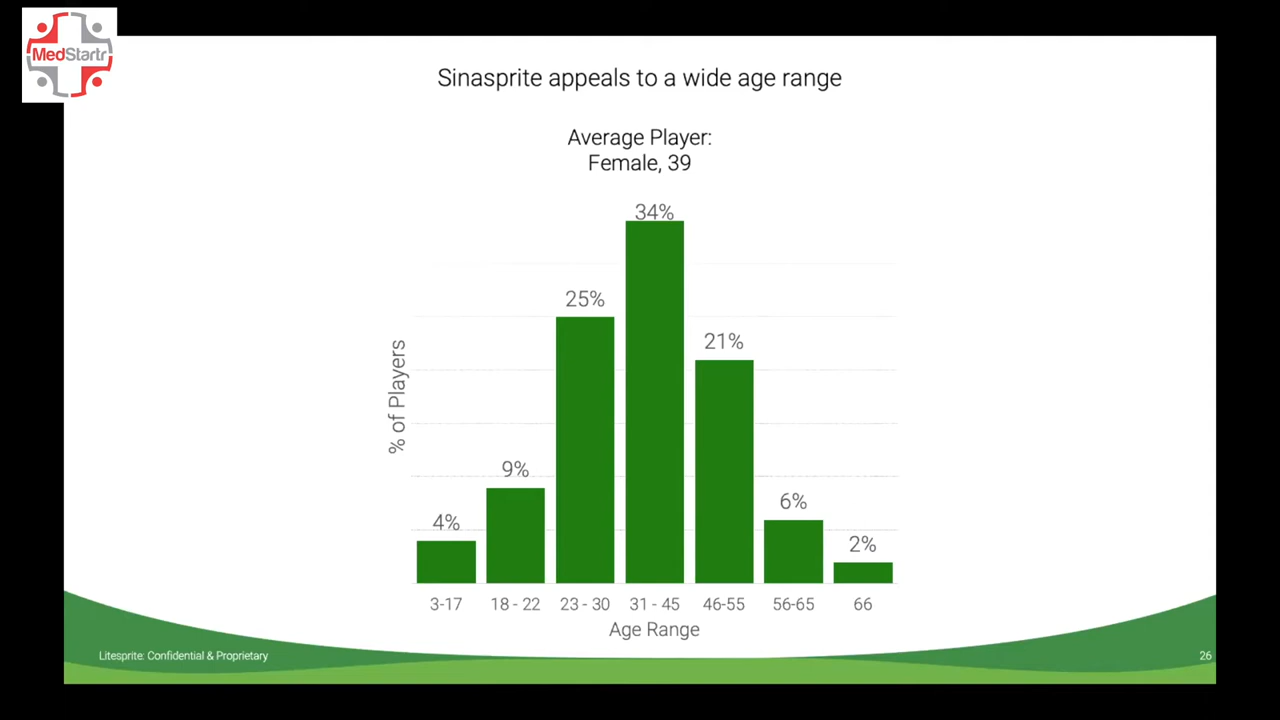 MedStartr
Sinasprite appeals to a wide age range
Average Player:
Female, 39
34%
25%
21%
9%
6%
4%
2%
% of Players
3-17 18 - 22 23 - 30 31 - 45 46-55 56-65 66
Age Range
Litesprite: Confidential & Proprietary
26